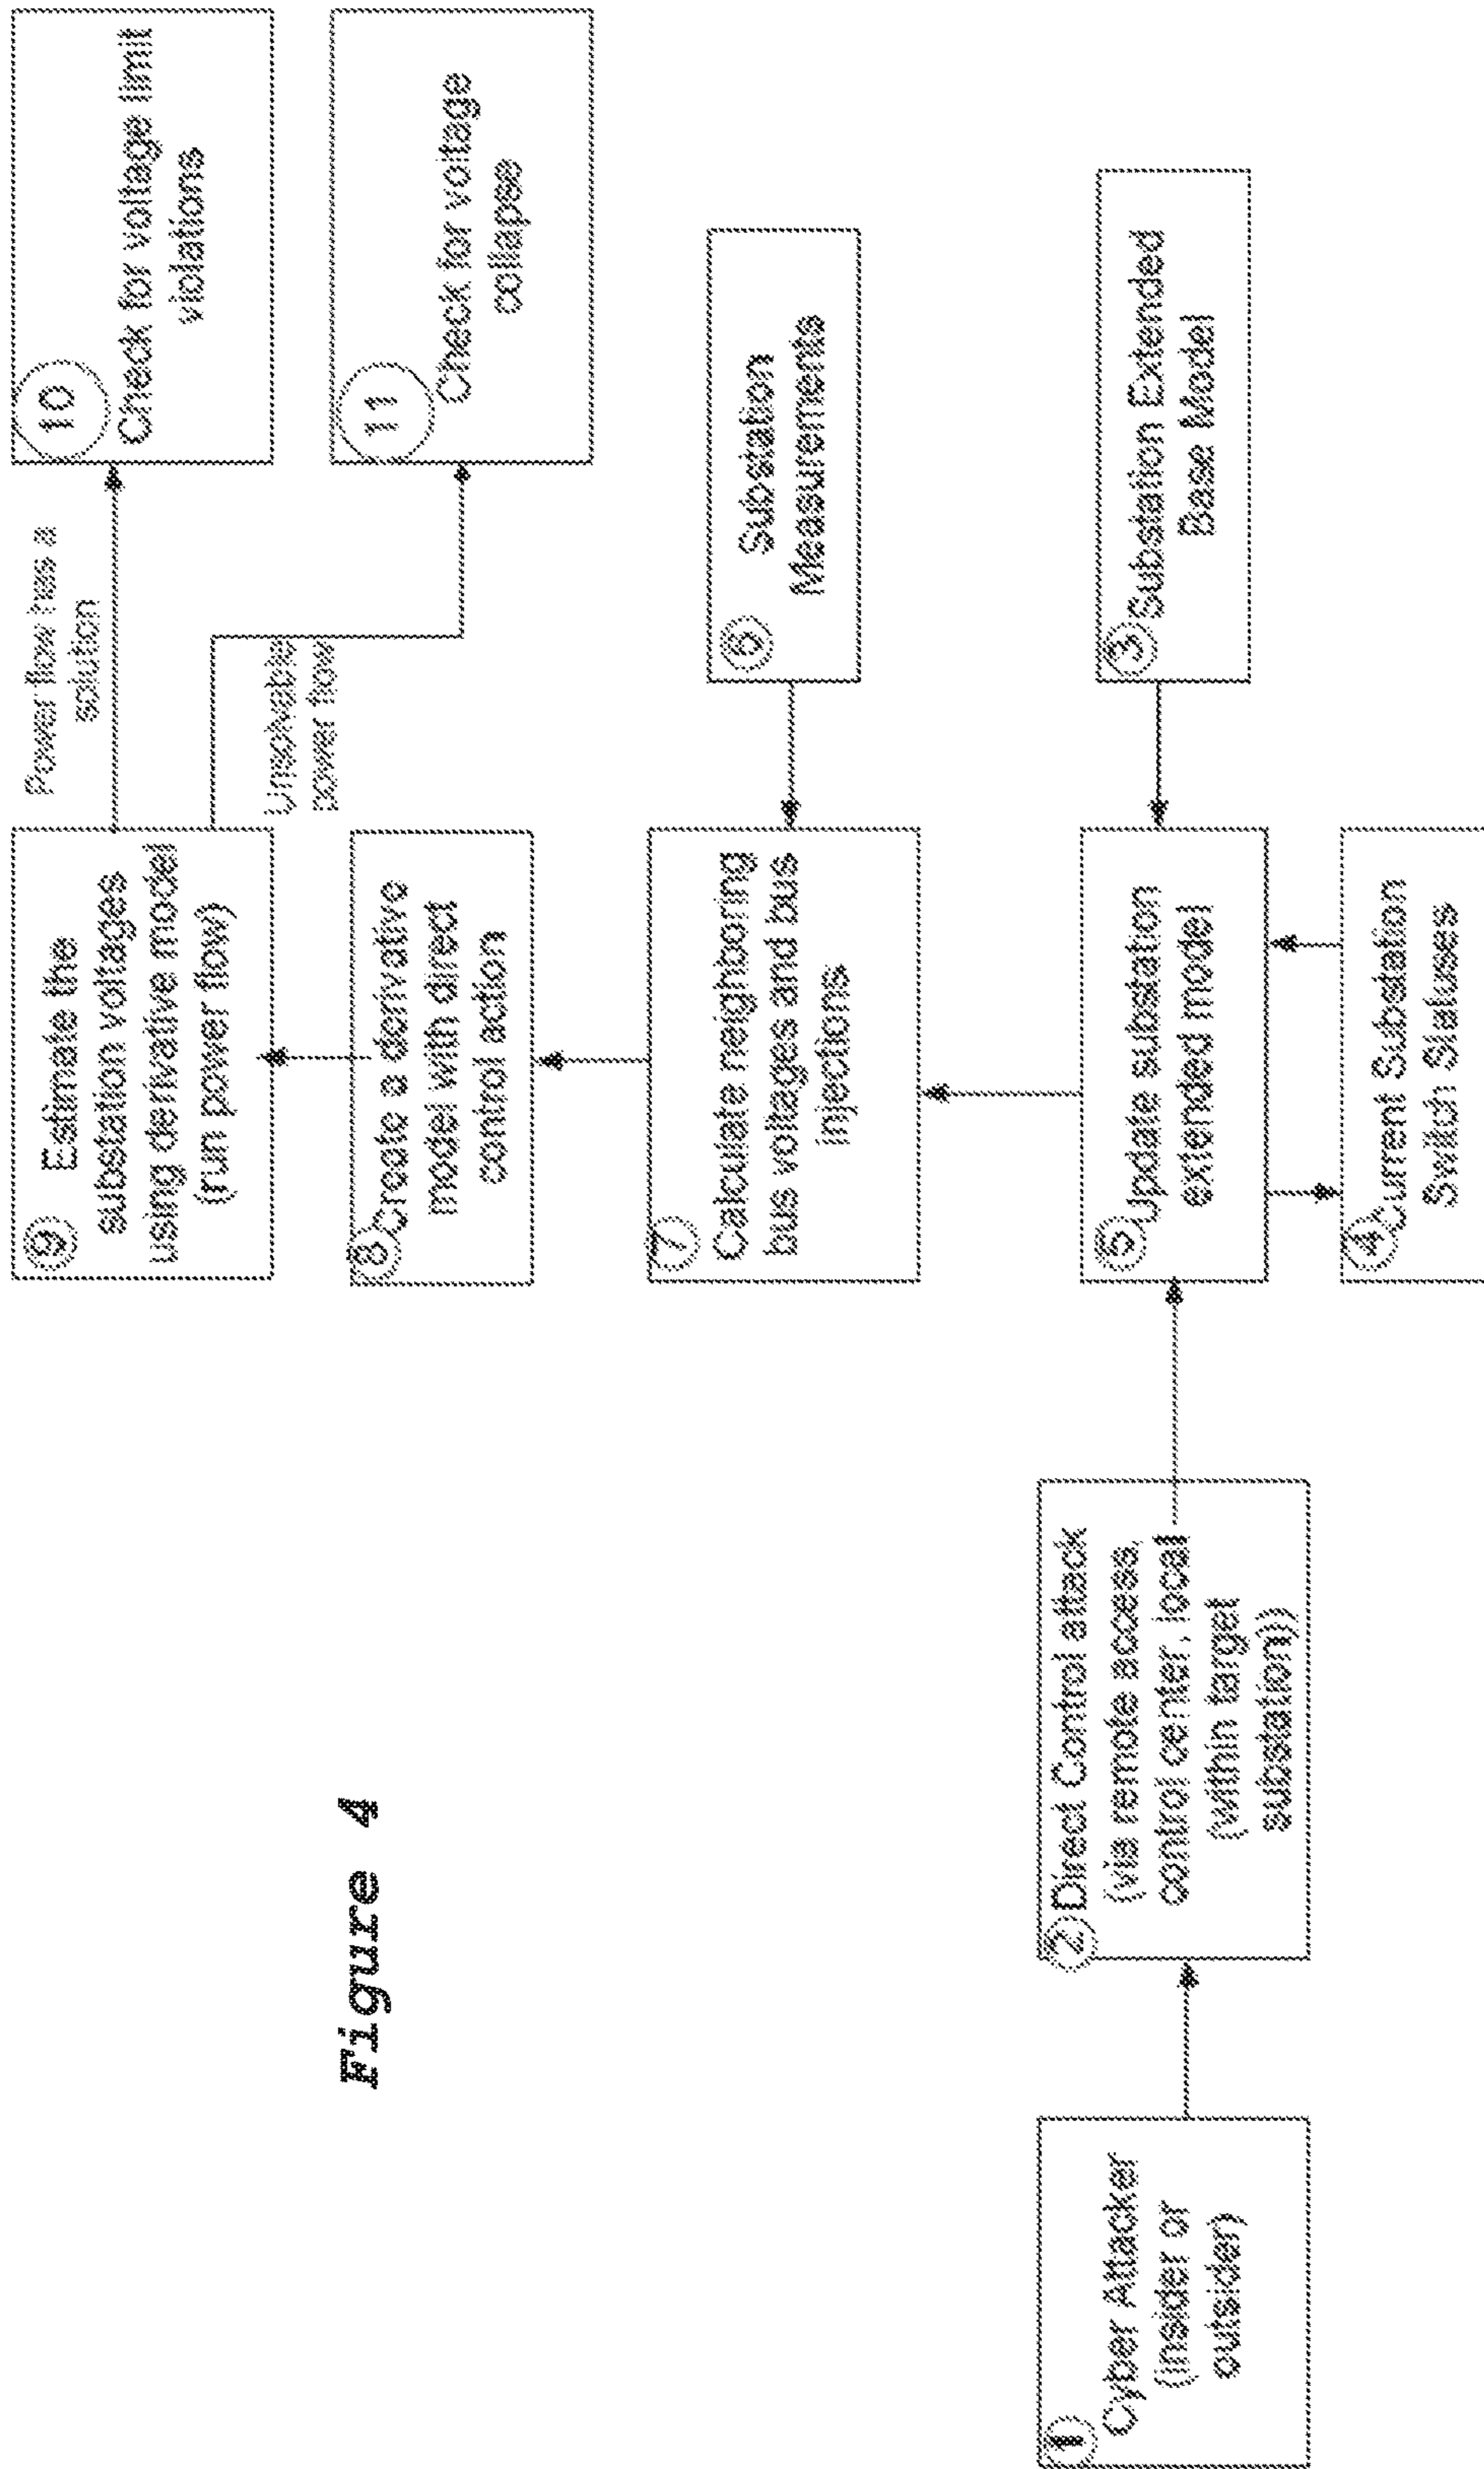 Figure 4
1
Cyber Attacker
(insider or
outsider)
2 Direct Control attack
(via remote access,
control center, local
(within target
substation))
3 Substation Extended
Base Model
4 Current Substation
Switch Statuses
5 Update substation
extended model
6 Substation
Measurements
7
Calculate neighboring
bus voltages and bus
injections
8 Create a derivative
model with direct
control action
9 Estimate the
substation voltages
using derivative model
(run power flow)
Power flow has a
solution
Unsolvable
power flow
10
Check for voltage limit
violations
11
Check for voltage
collapse